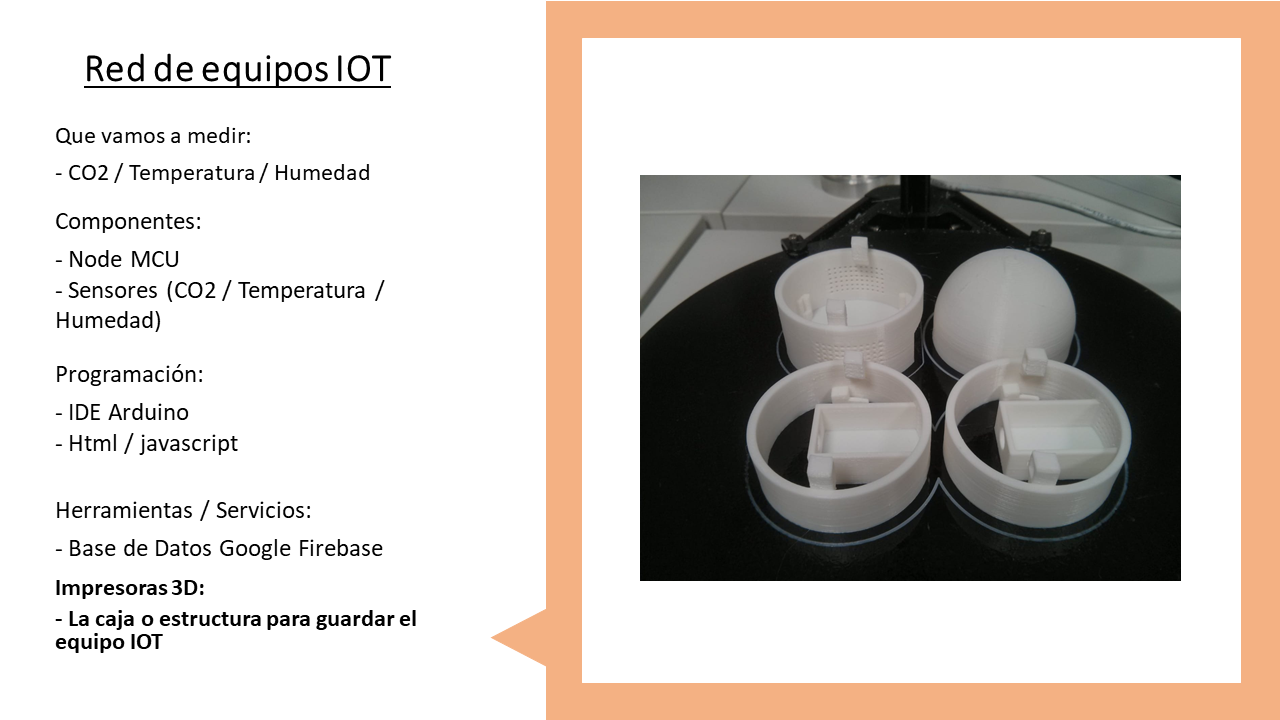 Red de equipos IOT
Que vamos a medir:
- CO2 / Temperatura / Humedad
Componentes:
- Node MCU
- Sensores (CO2 / Temperatura /
Humedad)
Programación:
- IDE Arduino
- Html / javascript
Herramientas / Servicios:
- Base de Datos Google Firebase
Impresoras 3D:
- La caja o estructura para guardar el
equipo IOT